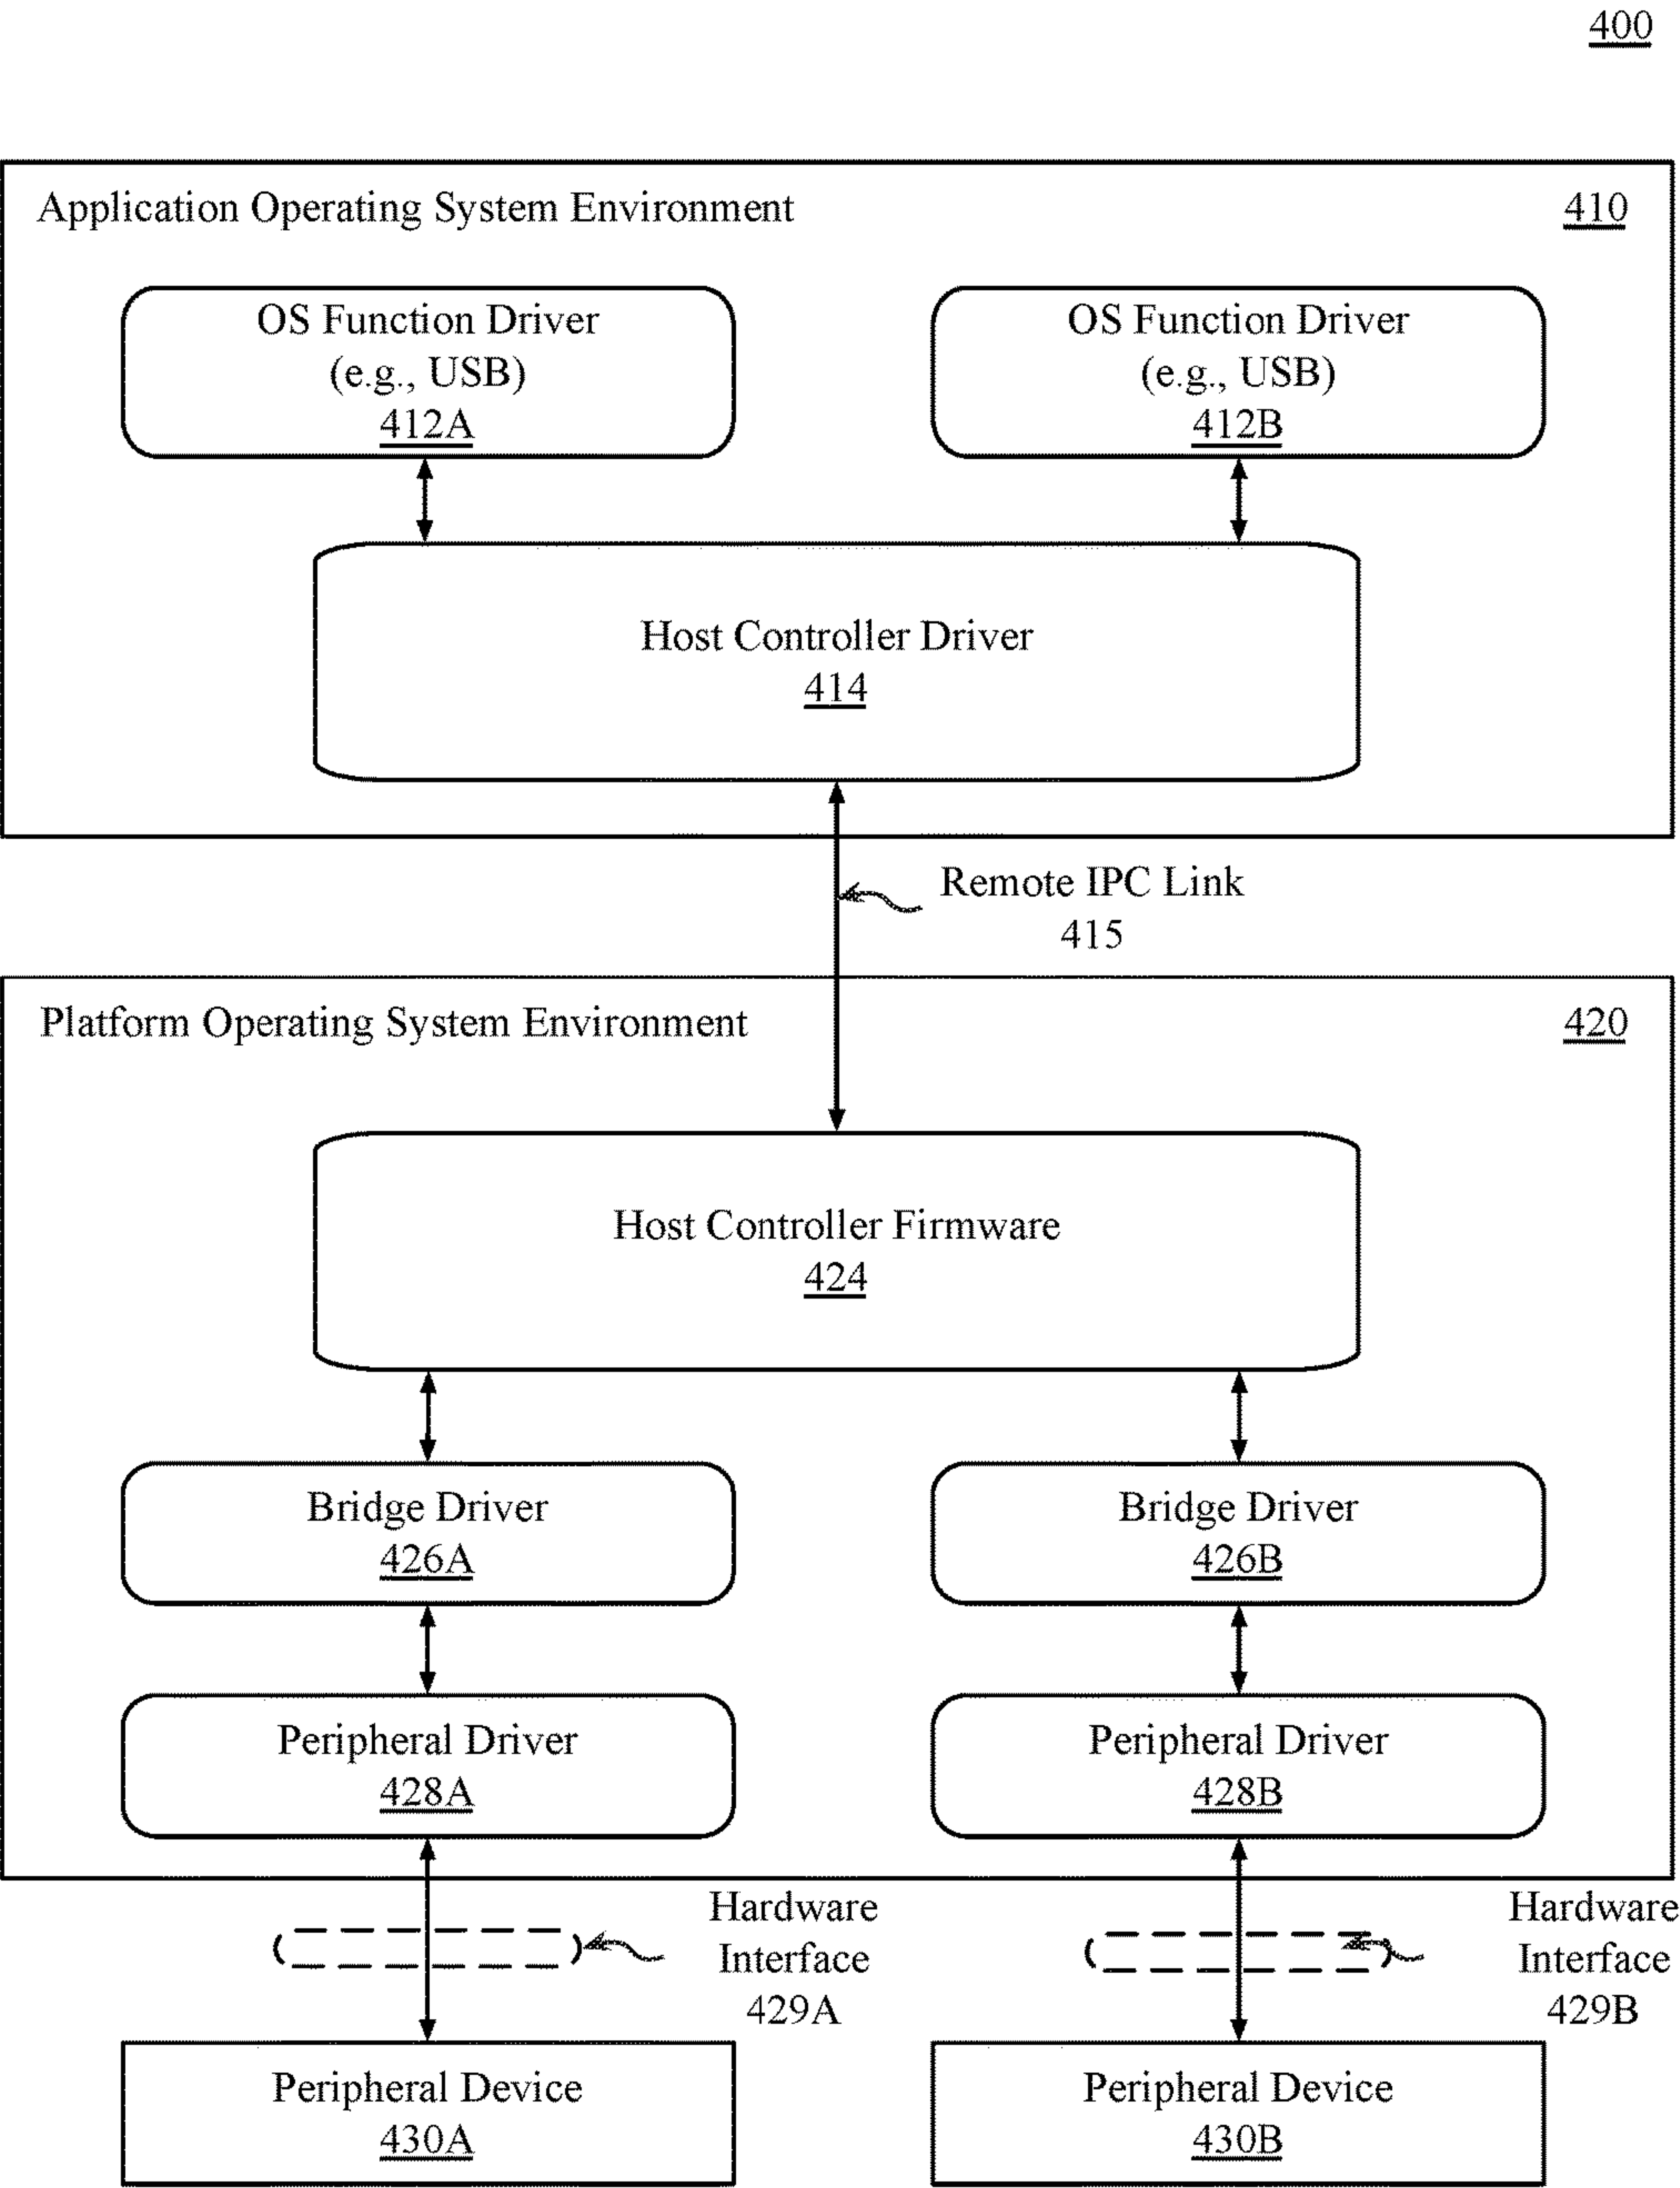 400
Application Operating System Environment 410
OS Function Driver
(e.g., USB)
412A
OS Function Driver
(e.g., USB)
412B
Host Controller Driver
414
Remote IPC Link
415
Platform Operating System Environment 420
Host Controller Firmware
424
Bridge Driver
426A
Bridge Driver
426B
Peripheral Driver
428A
Peripheral Driver
428B
Hardware
Interface
429A
Hardware
Interface
429B
Peripheral Device
430A
Peripheral Device
430B